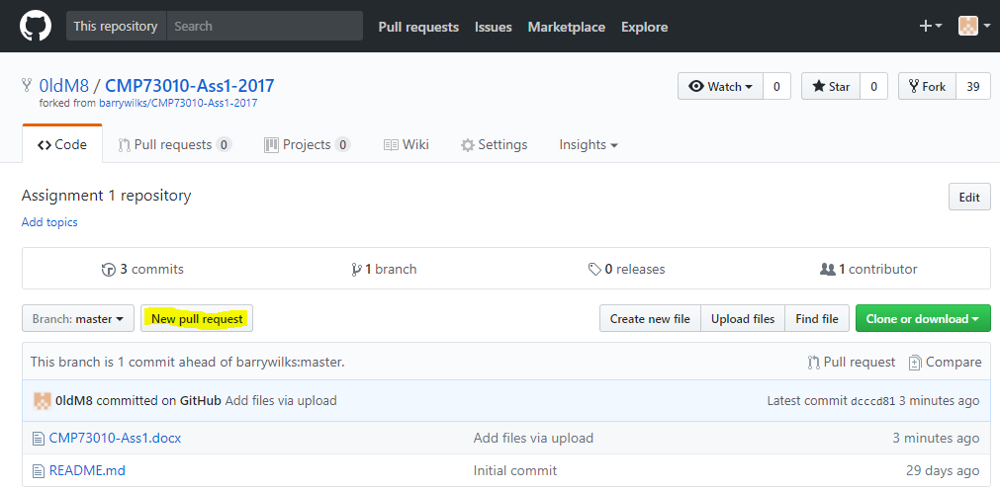 This repository Search Pull requests Issues Marketplace Explore
0ldM8 / CMP73010-Ass1-2017 Watch 0 Star 0 Fork 39
forked from barrywilks/CMP73010-Ass1-2017
Code Pull requests 0 Projects 0 Wiki Settings Insights
Assignment 1 repository Edit
Add topics
3 commits 1 branch 0 releases 1 contributor
Branch: master New pull request Create new file Upload files Find file Clone or download
This branch is 1 commit ahead of barrywilks:master. Pull request Compare
0ldM8 committed on GitHub Add files via upload Latest commit dcccd81 3 minutes ago
CMP73010-Ass1.docx Add files via upload 3 minutes ago
README.md Initial commit 29 days ago